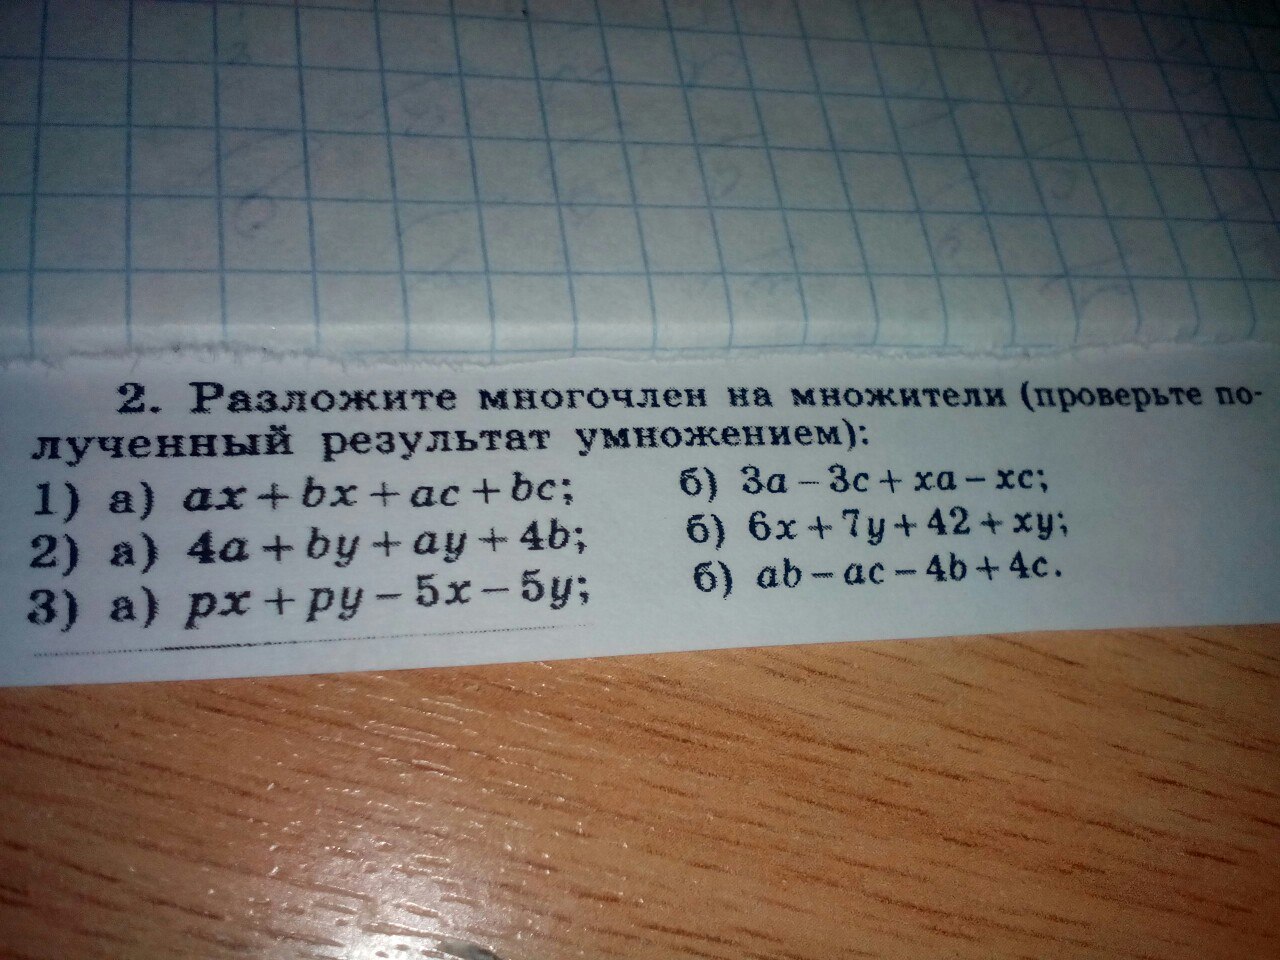 2. Разложите многочлен на множители (проверьте по-
лученный результат умножением):
1) а) ax + bx + ac + bc; б) 3a − 3c + xa − xc;
2) а) 4a + by + ay + 4b; б) 6x + 7y + 42 + xy;
3) а) px + py − 5x − 5y; б) ab − ac − 4b + 4c.